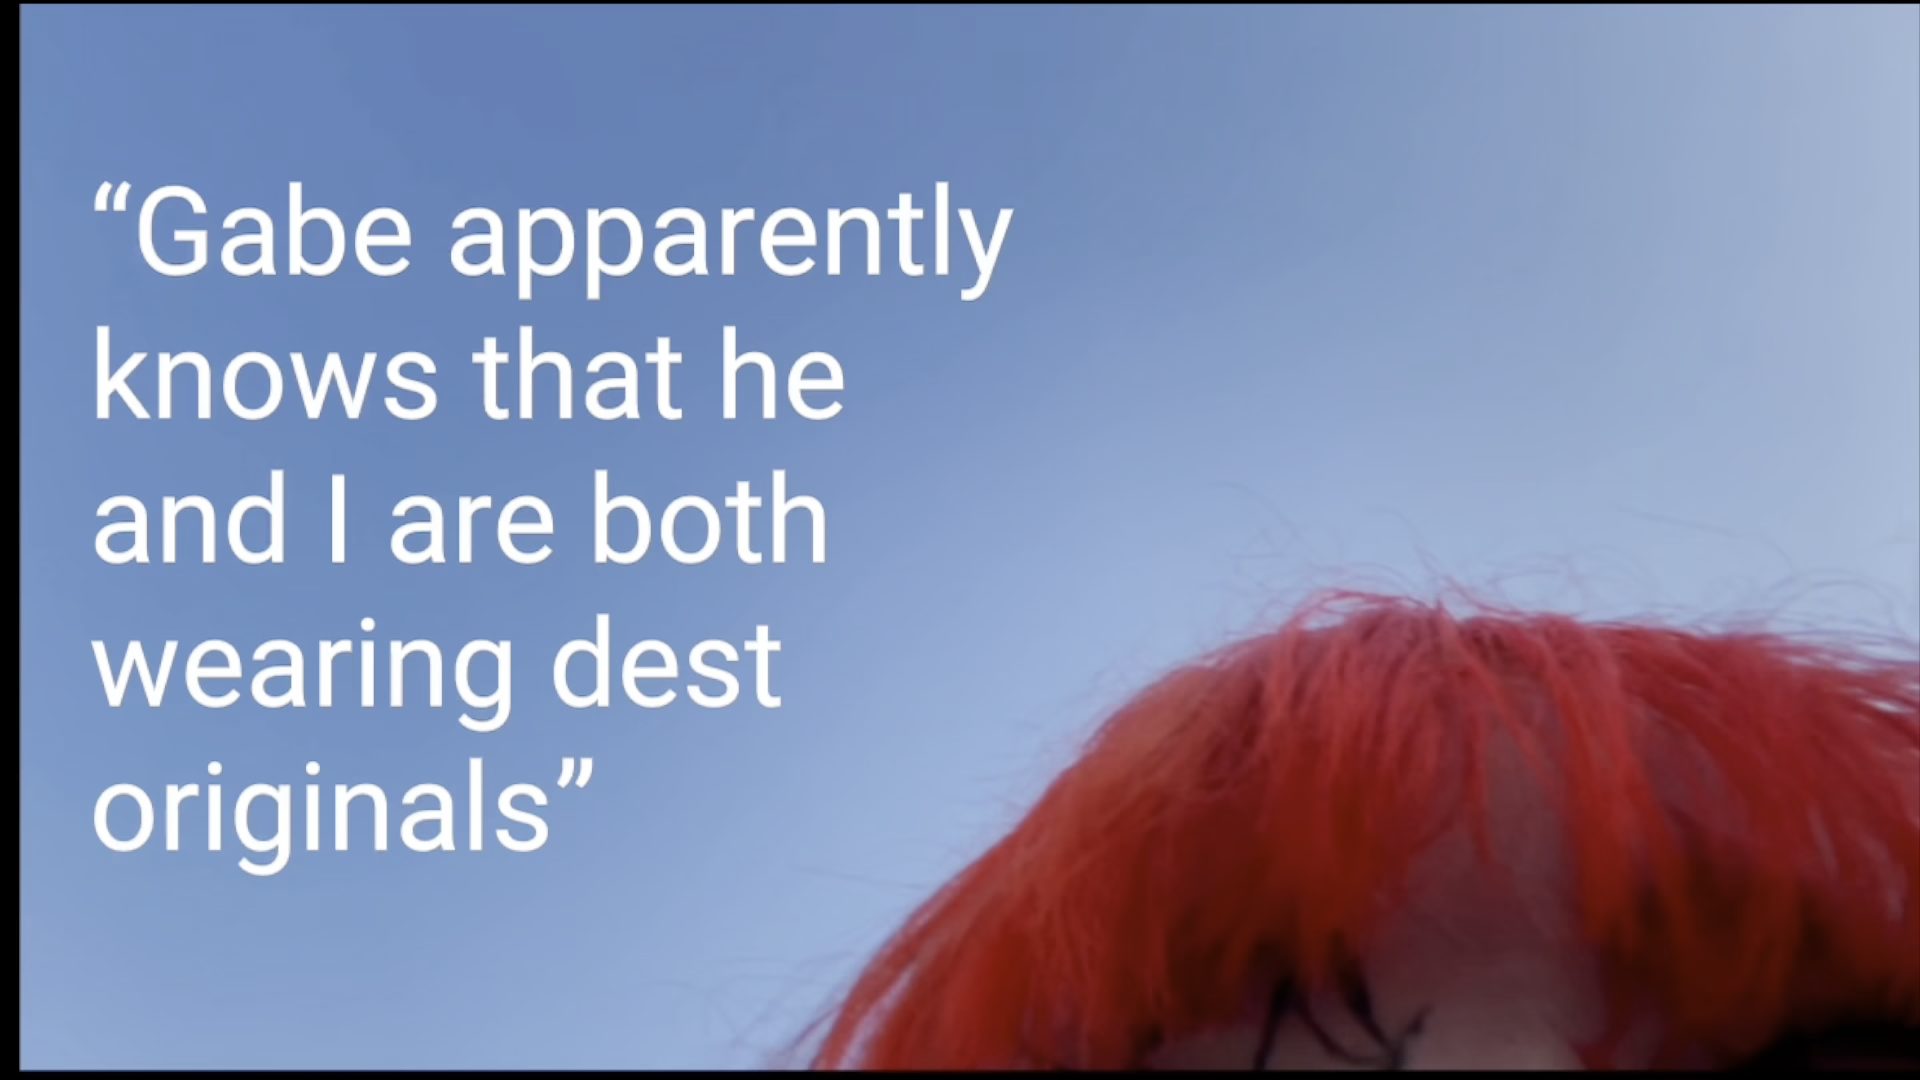 “Gabe apparently
knows that he
and I are both
wearing dest
originals”